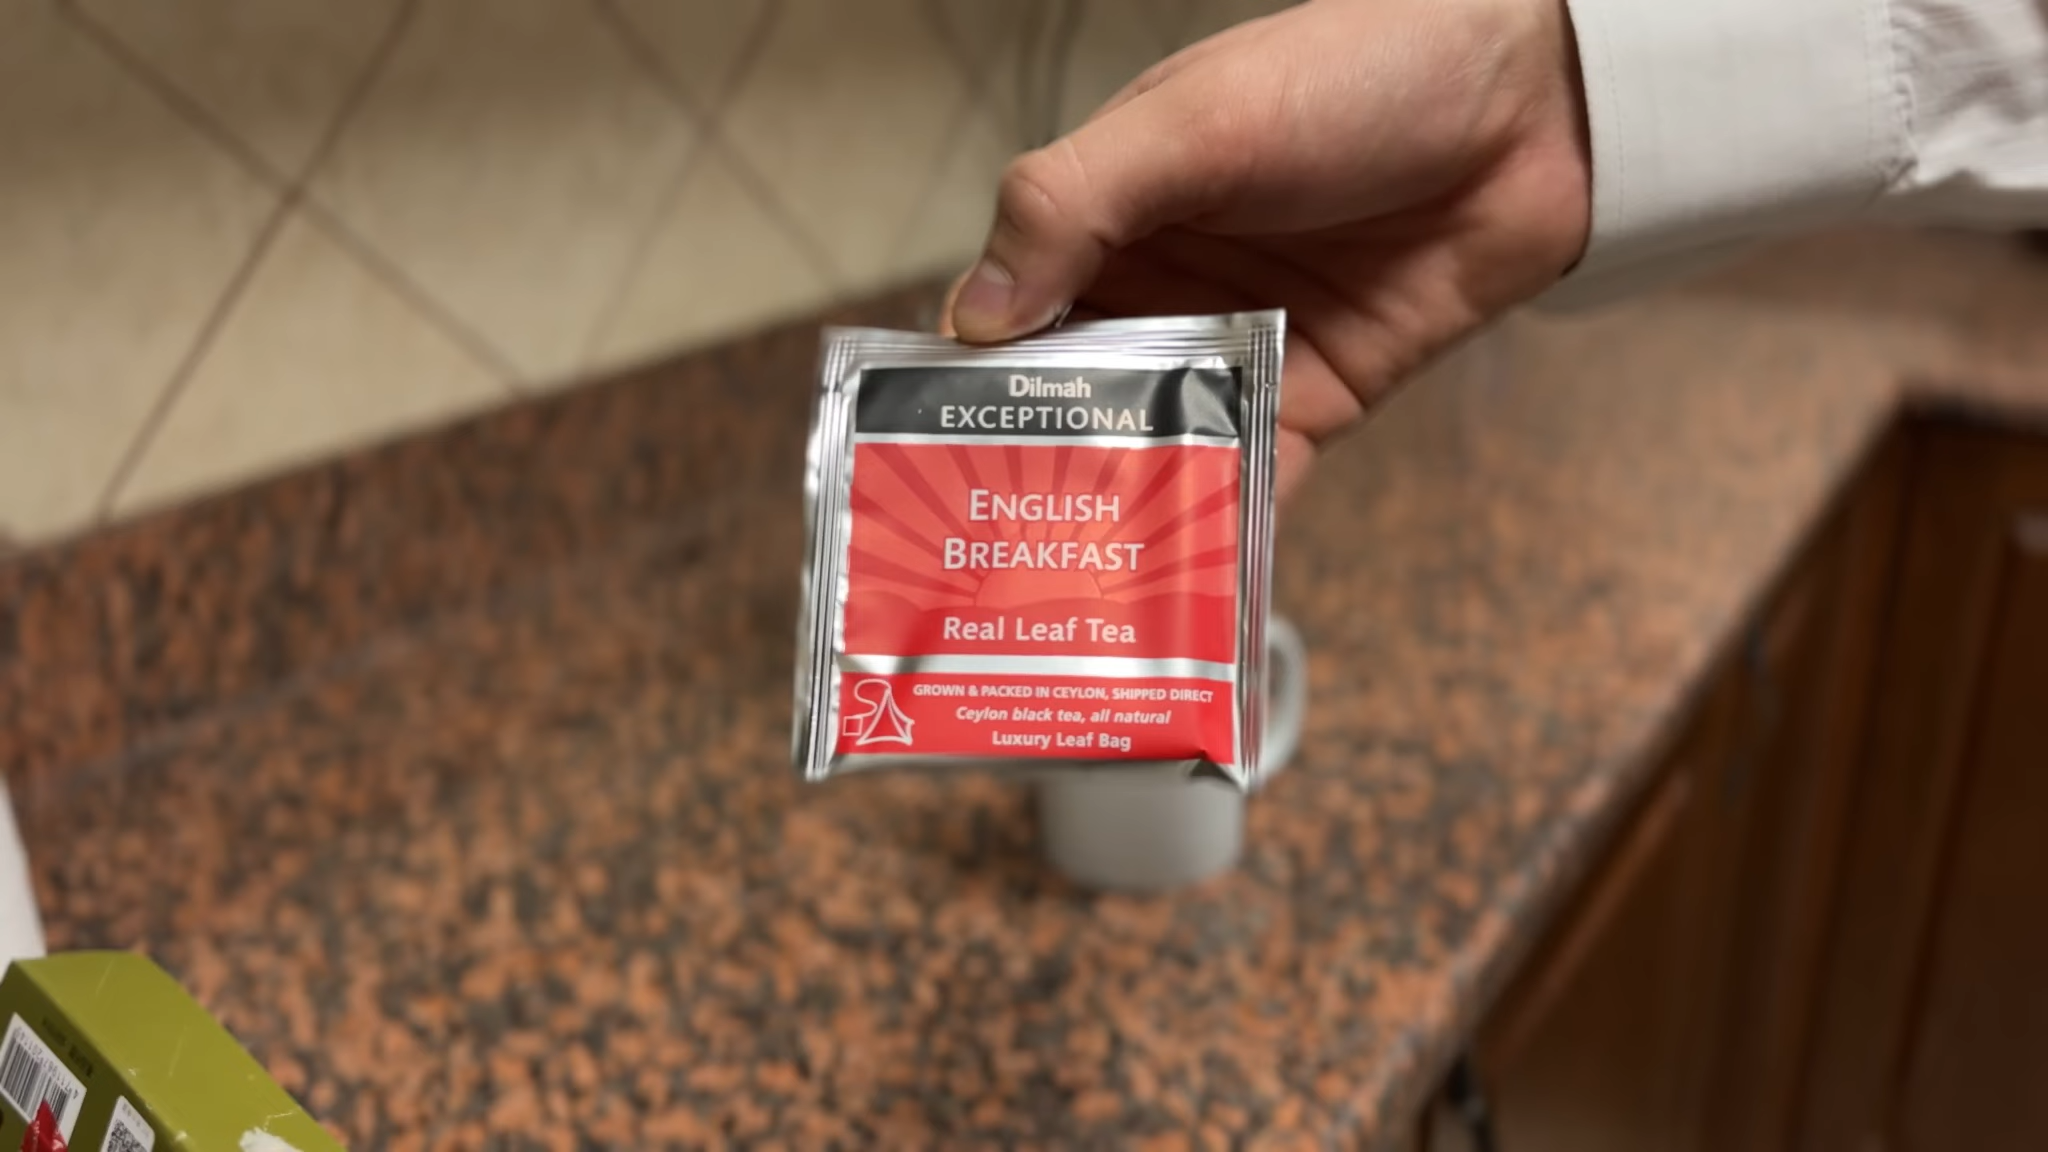 Dilmah
EXCEPTIONAL
ENGLISH
BREAKFAST
Real Leaf Tea
GROWN & PACKED IN CEYLON, SHIPPED DIRECT
Ceylon black tea, all natural
Luxury Leaf Bag